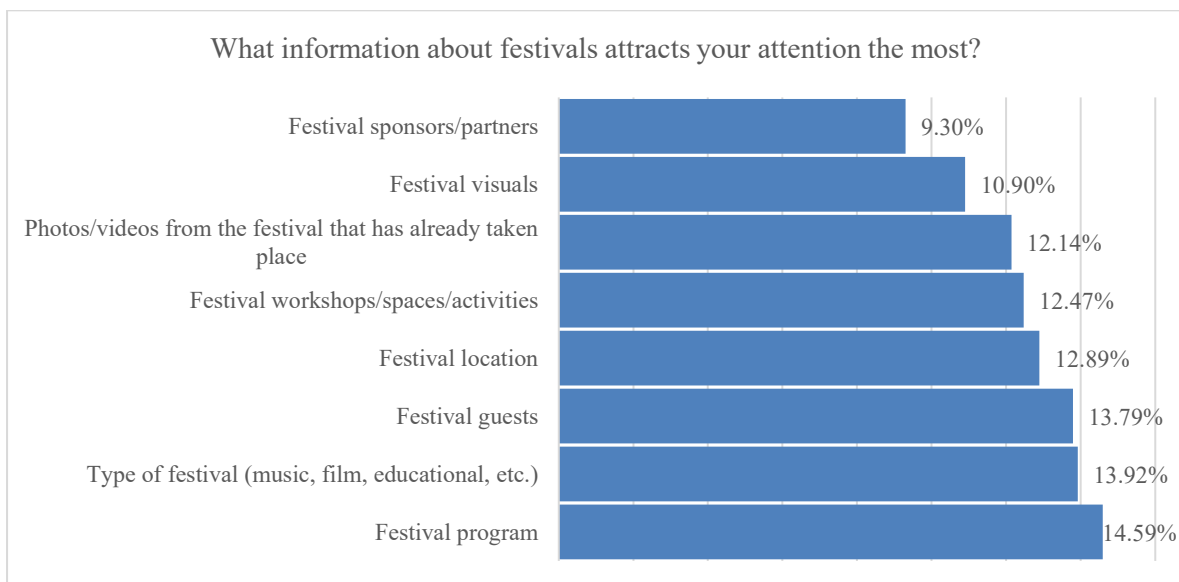 What information about festivals attracts your attention the most?
Festival sponsors/partners
9.30%
Festival visuals
10.90%
Photos/videos from the festival that has already taken
place
12.14%
Festival workshops/spaces/activities
12.47%
Festival location
12.89%
Festival guests
13.79%
Type of festival (music, film, educational, etc.)
13.92%
Festival program
14.59%